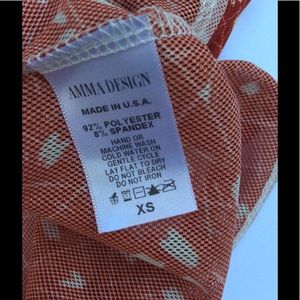 AMMA DESIGN
MADE IN U.S.A.
92% POLYESTER
8% SPANDEX
HAND OR
MACHINE WASH
COLD WATER ON
GENTLE CYCLE
LAY FLAT TO DRY
DO NOT BLEACH
DO NOT IRON
XS